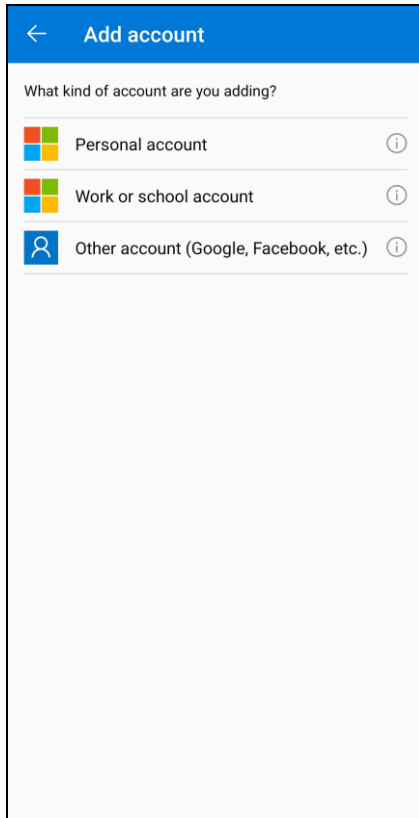 Add account
What kind of account are you adding?
Personal account
Work or school account
Other account (Google, Facebook, etc.)